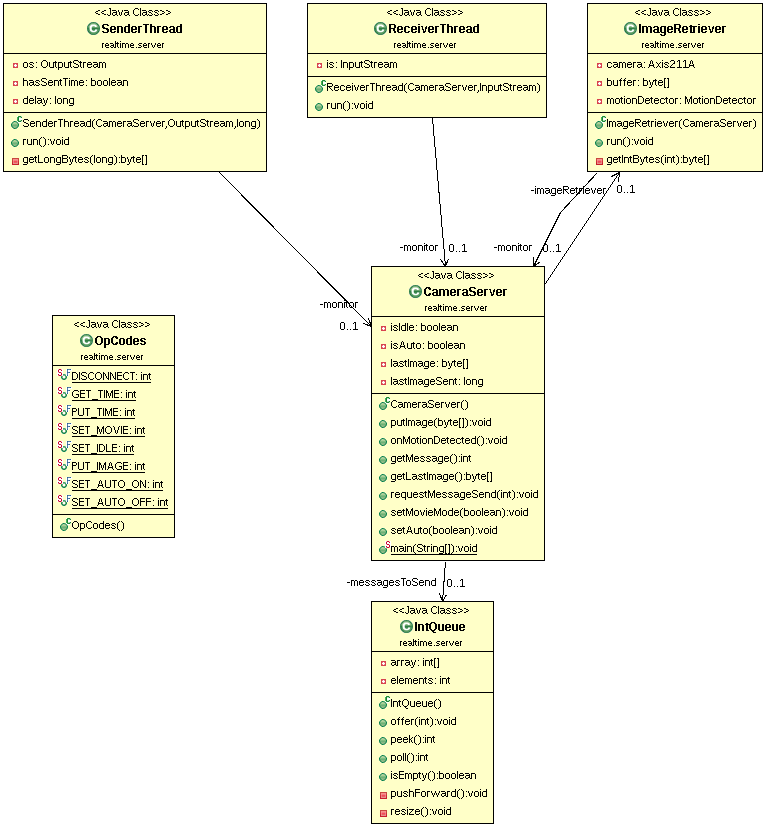 <<Java Class>>
SenderThread
realtime.server
os: OutputStream
hasSentTime: boolean
delay: long
SenderThread(CameraServer,OutputStream,long)
run():void
getLongBytes(long):byte[]
<<Java Class>>
ReceiverThread
realtime.server
is: InputStream
ReceiverThread(CameraServer,InputStream)
run():void
<<Java Class>>
ImageRetriever
realtime.server
camera: Axis211A
buffer: byte[]
motionDetector: MotionDetector
ImageRetriever(CameraServer)
run():void
getIntBytes(int):byte[]
-imageRetriever
0..1
-monitor
0..1
-monitor
0..1
-monitor
0..1
<<Java Class>>
CameraServer
realtime.server
isIdle: boolean
isAuto: boolean
lastImage: byte[]
lastImageSent: long
CameraServer()
putImage(byte[]):void
onMotionDetected():void
getMessage():int
getLastImage():byte[]
requestMessageSend(int):void
setMovieMode(boolean):void
setAuto(boolean):void
main(String[]):void
<<Java Class>>
OpCodes
realtime.server
DISCONNECT: int
GET_TIME: int
PUT_TIME: int
SET_MOVIE: int
SET_IDLE: int
PUT_IMAGE: int
SET_AUTO_ON: int
SET_AUTO_OFF: int
OpCodes()
-messagesToSend
0..1
<<Java Class>>
IntQueue
realtime.server
array: int[]
elements: int
IntQueue()
offer(int):void
peek():int
poll():int
isEmpty():boolean
pushForward():void
resize():void